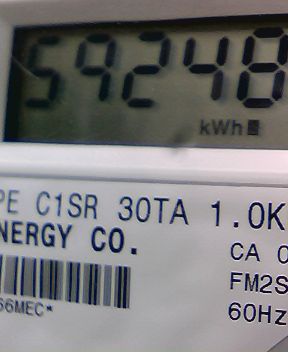 59248
kWh
PE C1SR 30TA 1.0K
NERGY CO.
CA 0
FM2S
66MEC*
60Hz